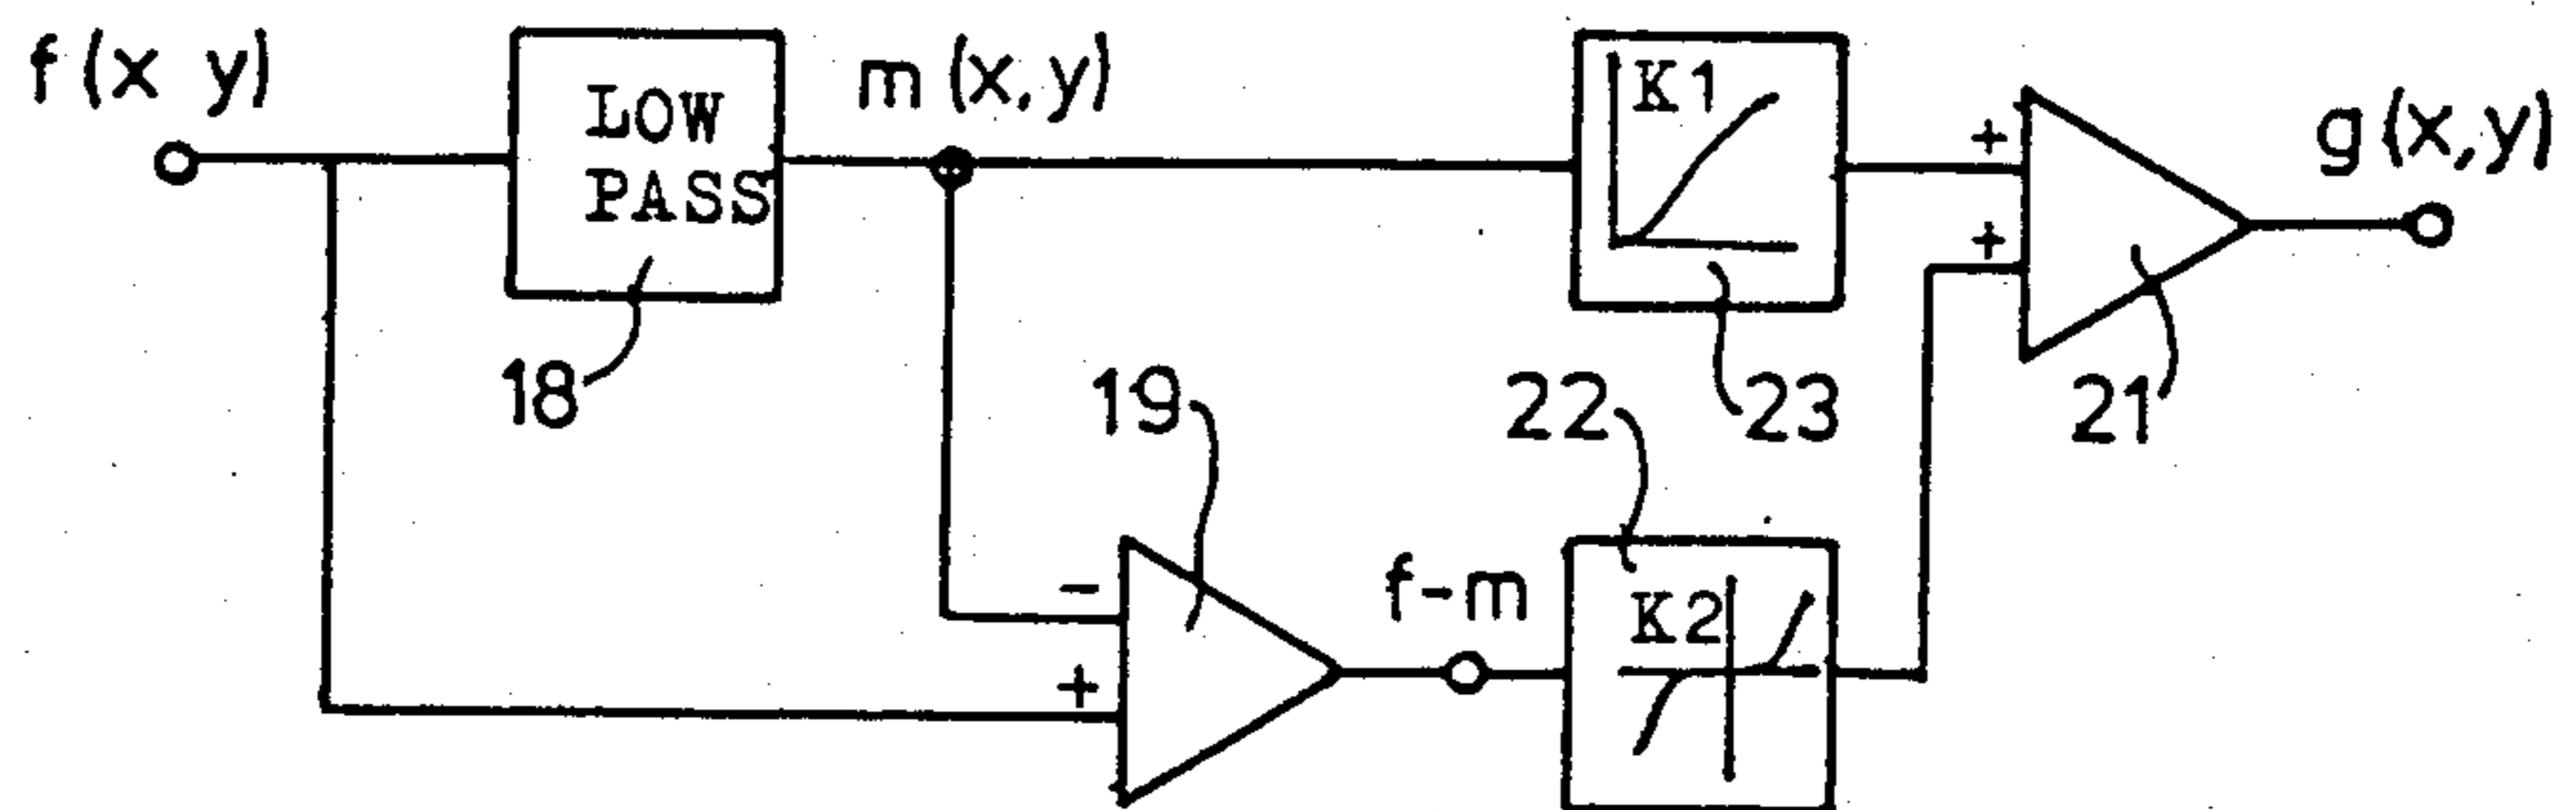 f(x y)
LOW
PASS
m(x,y)
K1
+
+
g(x,y)
18
19
22
23
21
-
+
f-m
K2